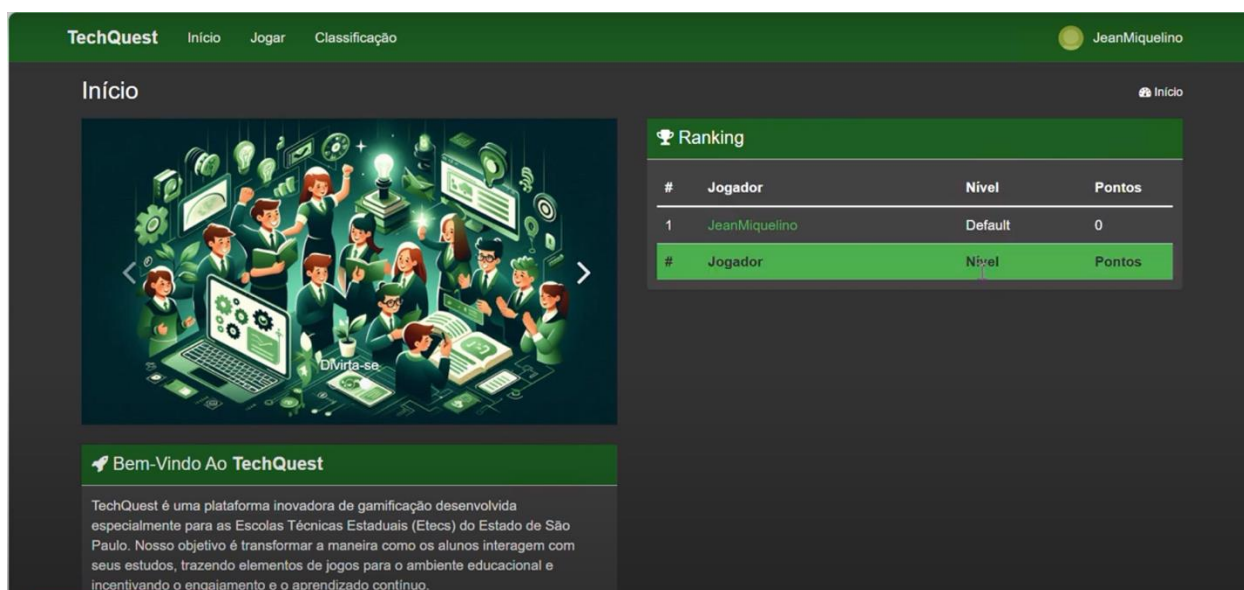 TechQuest Início Jogar Classificação JeanMiquelino
Início
Início
Divirta-se
Ranking
# Jogador Nível Pontos
1 JeanMiquelino Default 0
# Jogador Nível Pontos
Bem-Vindo Ao TechQuest
TechQuest é uma plataforma inovadora de gamificação desenvolvida
especialmente para as Escolas Técnicas Estaduais (Etecs) do Estado de São
Paulo. Nosso objetivo é transformar a maneira como os alunos interagem com
seus estudos, trazendo elementos de jogos para o ambiente educacional e
incentivando o engajamento e o aprendizado contínuo.